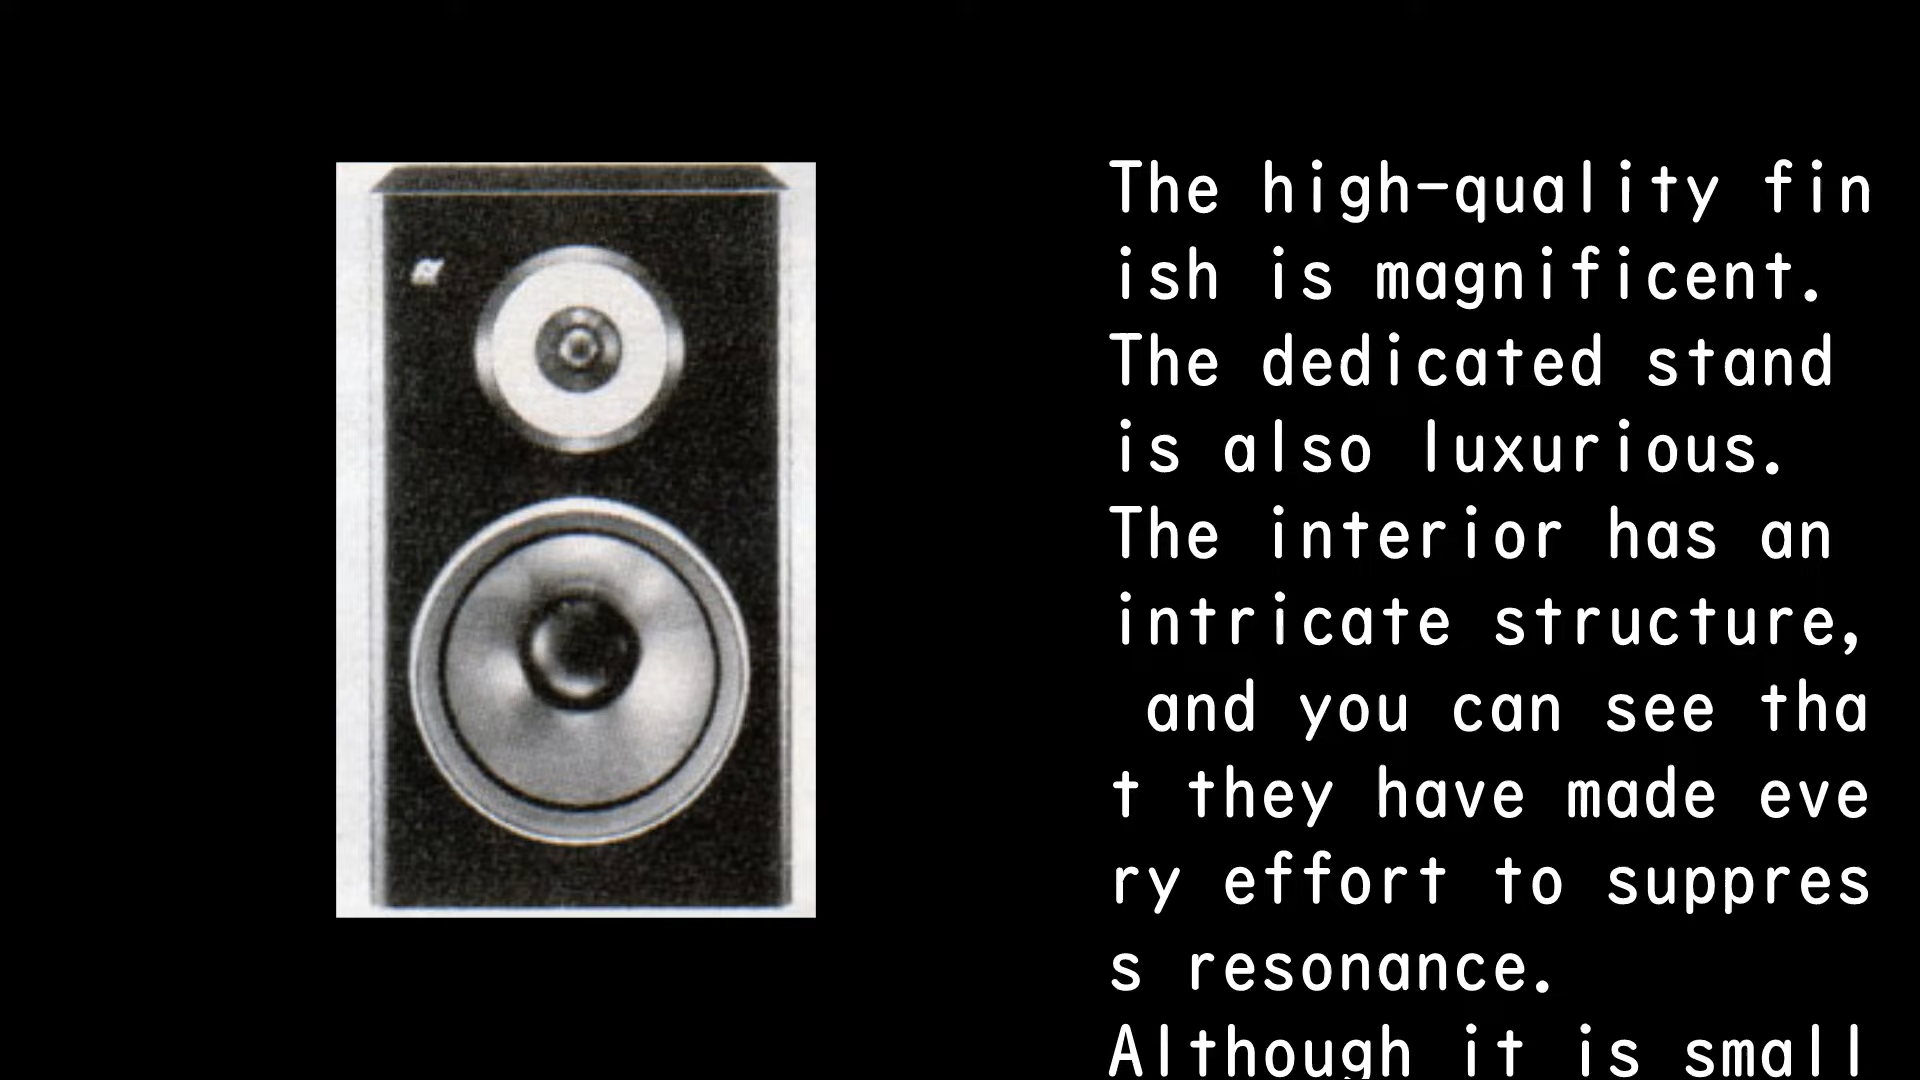 The high-quality fin
ish is magnificent.
The dedicated stand
is also luxurious.
The interior has an
intricate structure,
 and you can see tha
t they have made eve
ry effort to suppres
s resonance.
Although it is small